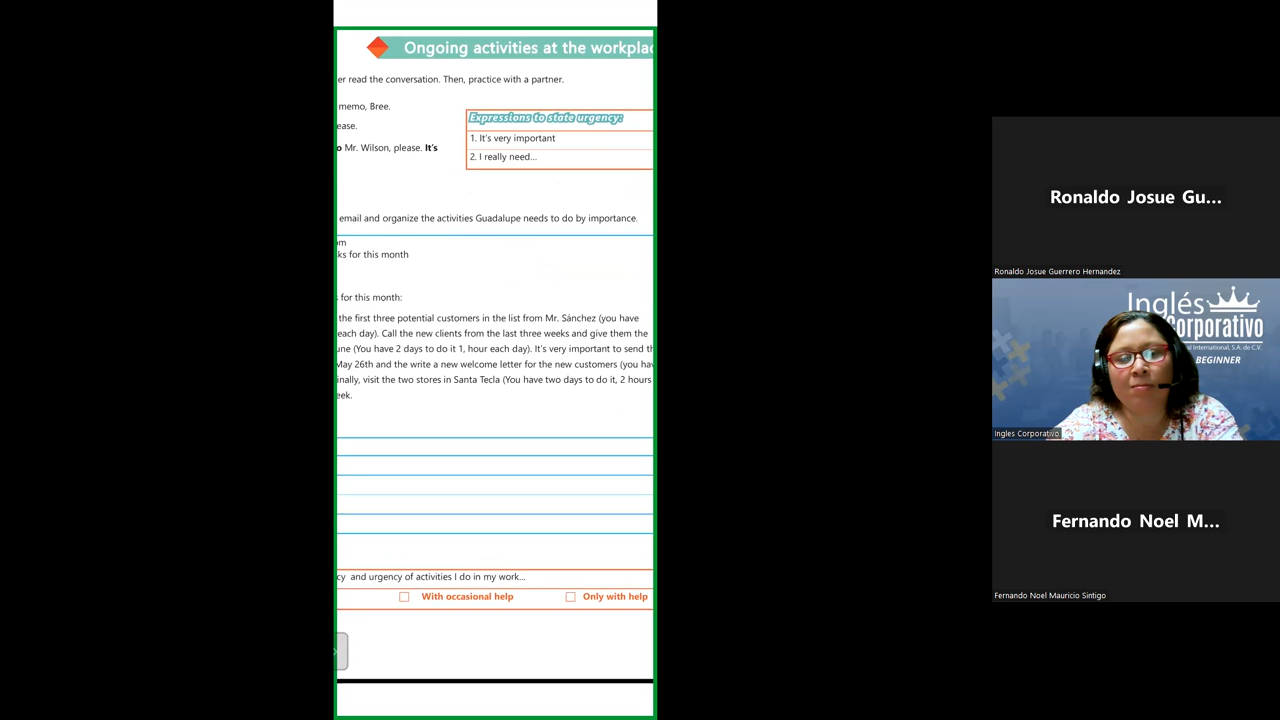 Ongoing activities at the workplac
er read the conversation. Then, practice with a partner.
memo, Bree.
ease.
o Mr. Wilson, please. It's
Expressions to state urgency:
1. It's very important
2. I really need...
email and organize the activities Guadalupe needs to do by importance.
om
ks for this month
for this month:
the first three potential customers in the list from Mr. Sánchez (you have
each day). Call the new clients from the last three weeks and give them the
une (You have 2 days to do it 1, hour each day). It's very important to send th
May 26th and the write a new welcome letter for the new customers (you hav
inally, visit the two stores in Santa Tecla (You have two days to do it, 2 hours
eek.
cy and urgency of activities I do in my work...
With occasional help
Only with help
Ronaldo Josue Gu...
Ronaldo Josue Guerrero Hernandez
Inglés
Corporativo
l International, S.A. de C.V.
BEGINNER
Ingles Corporativo
Fernando Noel M...
Fernando Noel Mauricio Sintigo